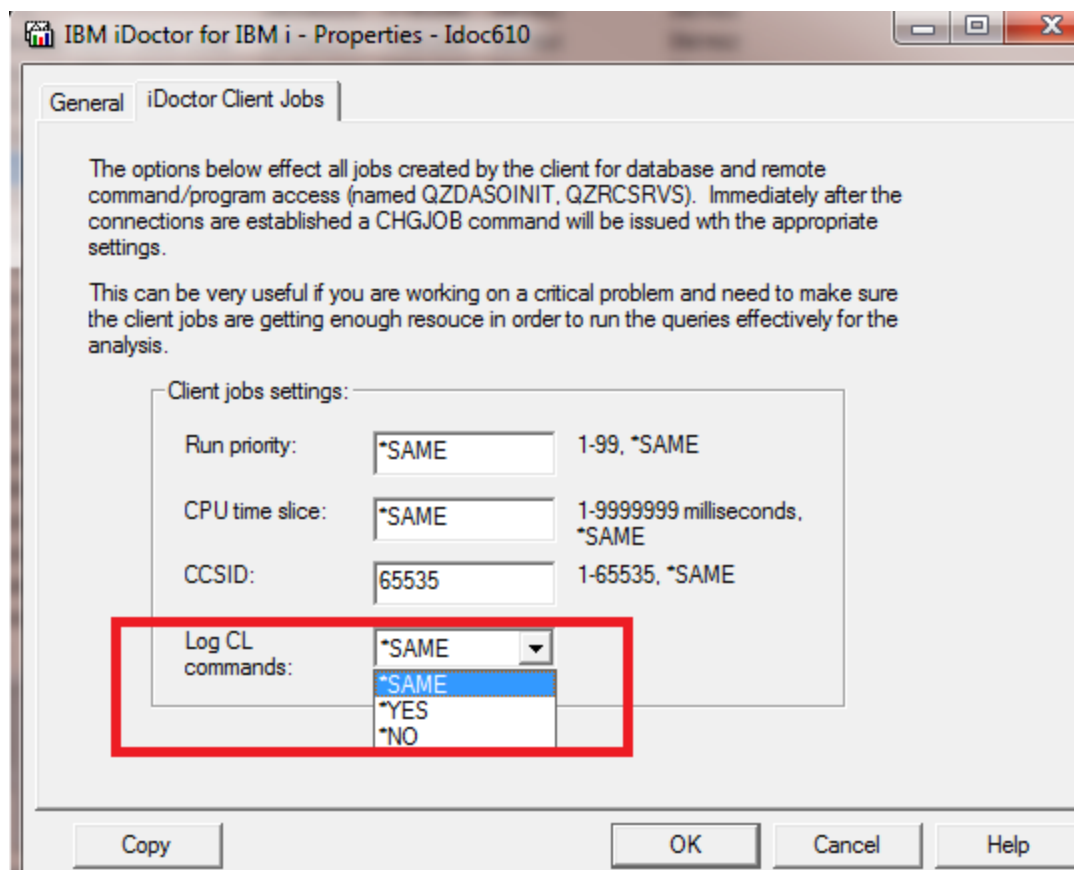 IBM iDoctor for IBM i - Properties - Idoc610
General
iDoctor Client Jobs
The options below effect all jobs created by the client for database and remote
command/program access (named QZDASOINIT, QZRCSRVS). Immediately after the
connections are established a CHGJOB command will be issued wth the appropriate
settings.
This can be very useful if you are working on a critical problem and need to make sure
the client jobs are getting enough resouce in order to run the queries effectively for the
analysis.
Client jobs settings:
Run priority: *SAME 1-99, *SAME
CPU time slice: *SAME 1-9999999 milliseconds,
*SAME
CCSID: 65535 1-65535, *SAME
Log CL
commands:
*SAME
*SAME
*YES
*NO
Copy OK Cancel Help